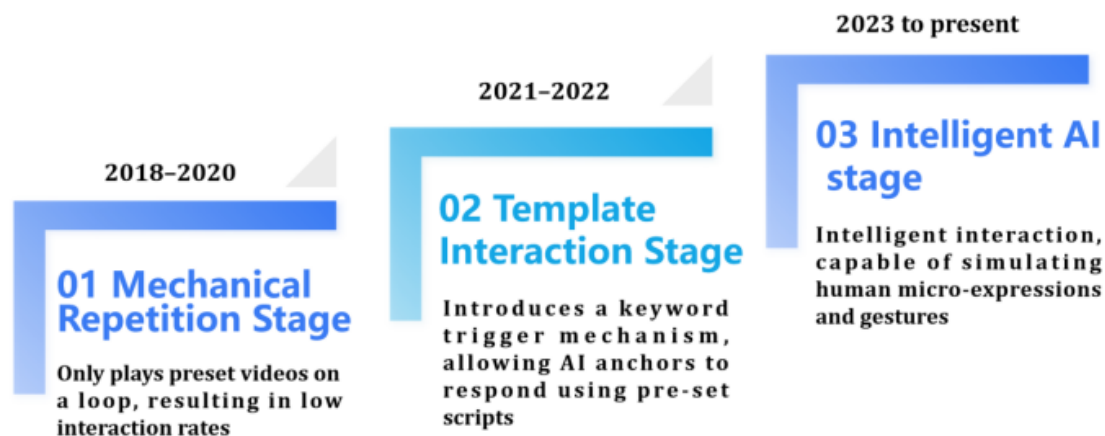 2018–2020
01 Mechanical
Repetition Stage
Only plays preset videos on
a loop, resulting in low
interaction rates
2021–2022
02 Template
Interaction Stage
Introduces a keyword
trigger mechanism,
allowing AI anchors to
respond using pre-set
scripts
2023 to present
03 Intelligent AI
stage
Intelligent interaction,
capable of simulating
human micro-expressions
and gestures